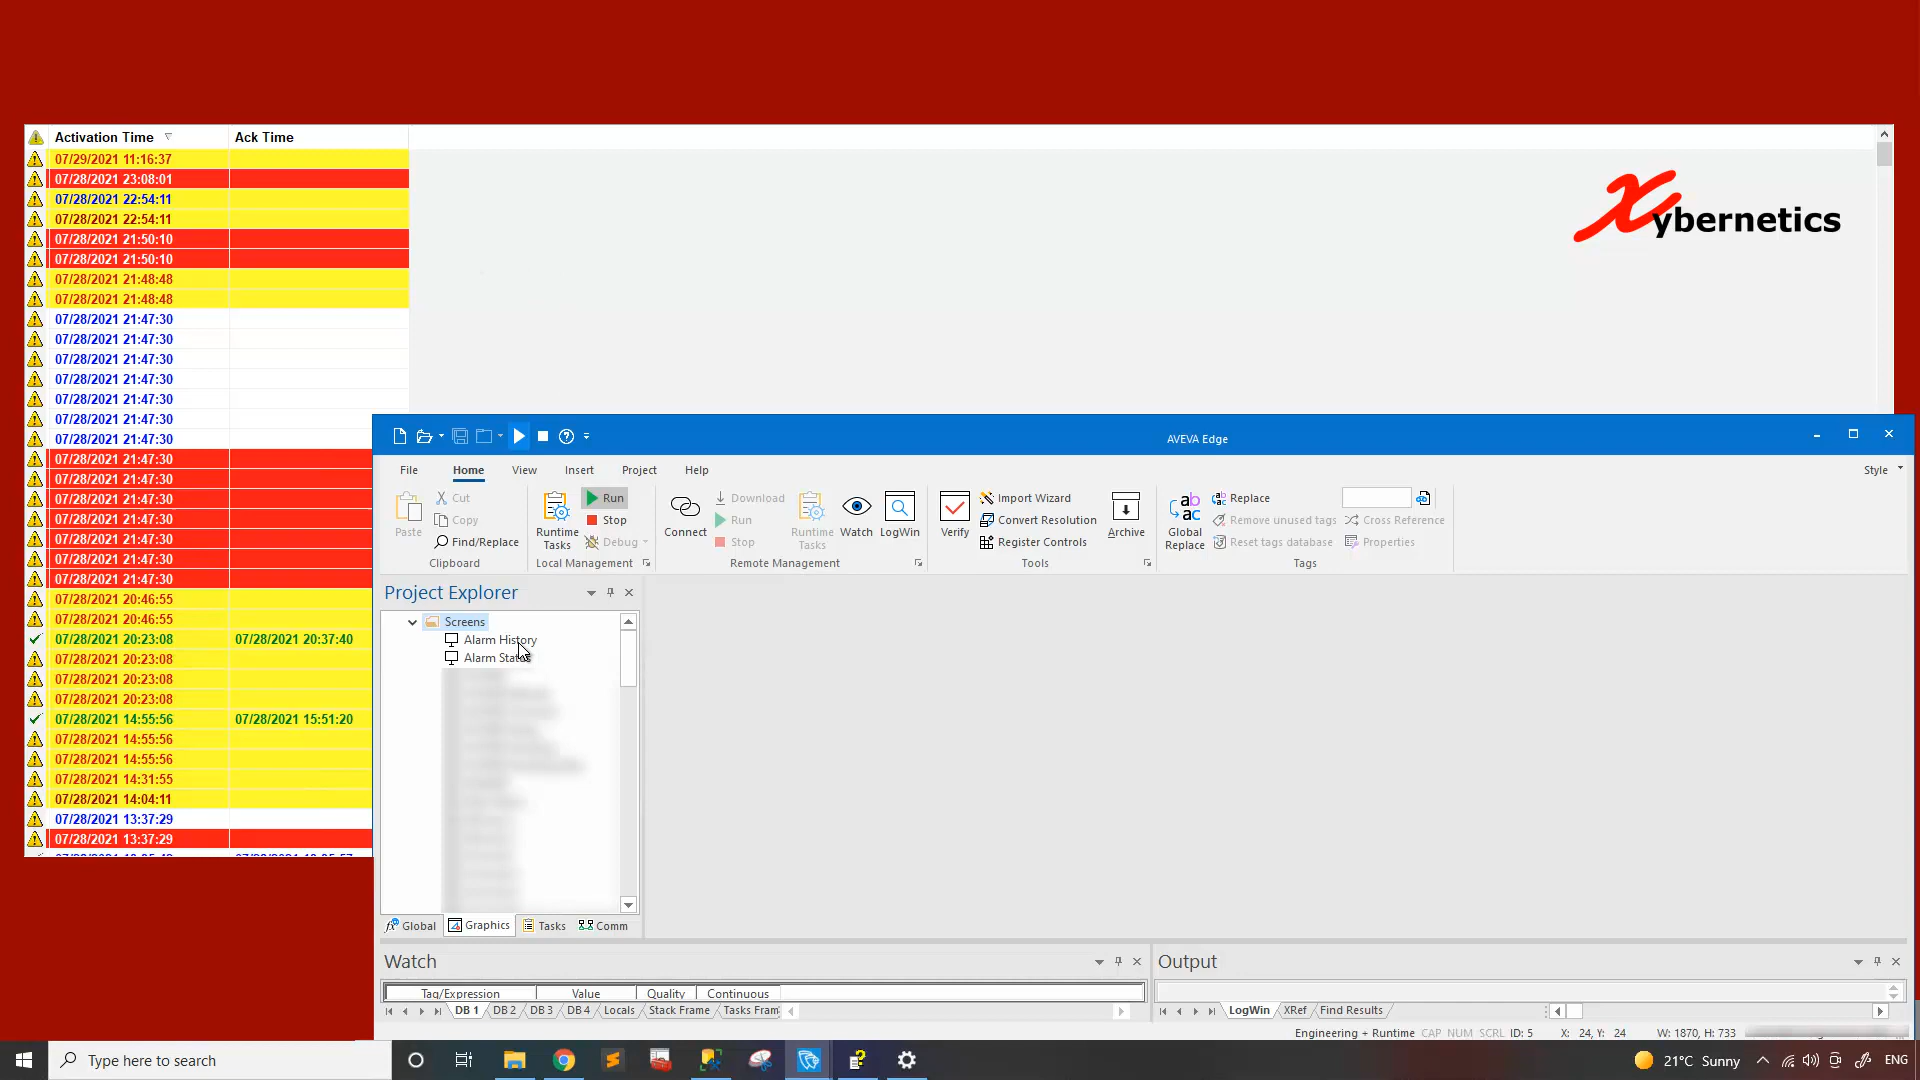 Activation Time Ack Time
07/29/2021 11:16:37
07/28/2021 23:08:01
07/28/2021 22:54:11
07/28/2021 22:54:11
07/28/2021 21:50:10
07/28/2021 21:50:10
07/28/2021 21:48:48
07/28/2021 21:48:48
07/28/2021 21:47:30
07/28/2021 21:47:30
07/28/2021 21:47:30
07/28/2021 21:47:30
07/28/2021 21:47:30
07/28/2021 21:47:30
07/28/2021 21:47:30
07/28/2021 21:47:30
07/28/2021 21:47:30
07/28/2021 21:47:30
07/28/2021 21:47:30
07/28/2021 21:47:30
07/28/2021 21:47:30
07/28/2021 21:47:30
07/28/2021 20:46:55
07/28/2021 20:46:55
07/28/2021 20:23:08 07/28/2021 20:37:40
07/28/2021 20:23:08
07/28/2021 20:23:08
07/28/2021 20:23:08
07/28/2021 14:55:56 07/28/2021 15:51:20
07/28/2021 14:55:56
07/28/2021 14:55:56
07/28/2021 14:31:55
07/28/2021 14:04:11
07/28/2021 13:37:29
07/28/2021 13:37:29
Xybernetics
AVEVA Edge
File Home View Insert Project Help Style
Paste
Cut
Copy
Find/Replace
Clipboard
Runtime
Tasks
Run
Stop
Debug
Local Management
Connect
Download
Run
Stop
Runtime
Tasks
Watch
LogWin
Remote Management
Verify
Import Wizard
Convert Resolution
Register Controls
Archive
Tools
Global
Replace
Replace
Remove unused tags
Reset tags database
Cross Reference
Properties
Tags
Project Explorer
Screens
Alarm History
Alarm Status
Global Graphics Tasks Comm
Watch
Tag/Expression Value Quality Continuous
DB 1 DB 2 DB 3 DB 4 Locals Stack Frame Tasks Fram
Output
LogWin XRef Find Results
Engineering + Runtime CAP NUM SCRL ID: 5 X: 24, Y: 24 W: 1870, H: 733
Type here to search
21°C Sunny
ENG